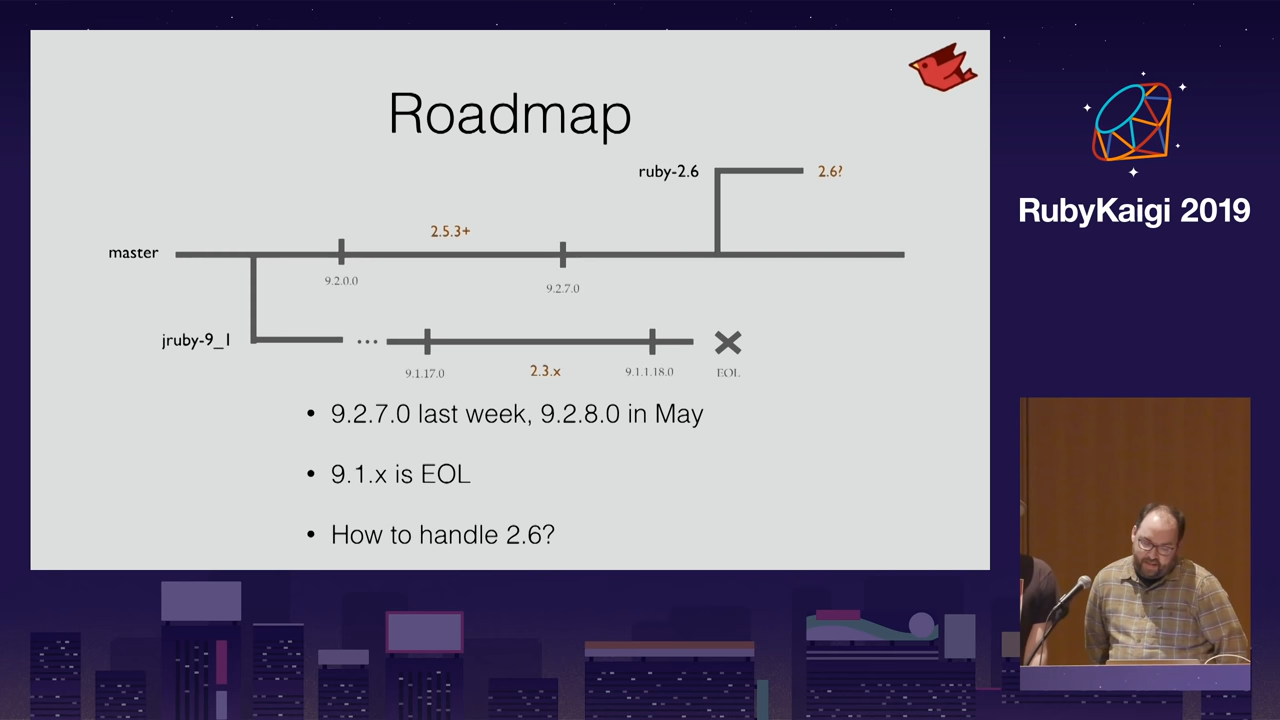 Roadmap
ruby-2.6
2.6?
2.5.3+
master
9.2.0.0
9.2.7.0
jruby-9_1
...
9.1.17.0
2.3.x
9.1.1.18.0
EOL
• 9.2.7.0 last week, 9.2.8.0 in May
• 9.1.x is EOL
• How to handle 2.6?
RubyKaigi 2019